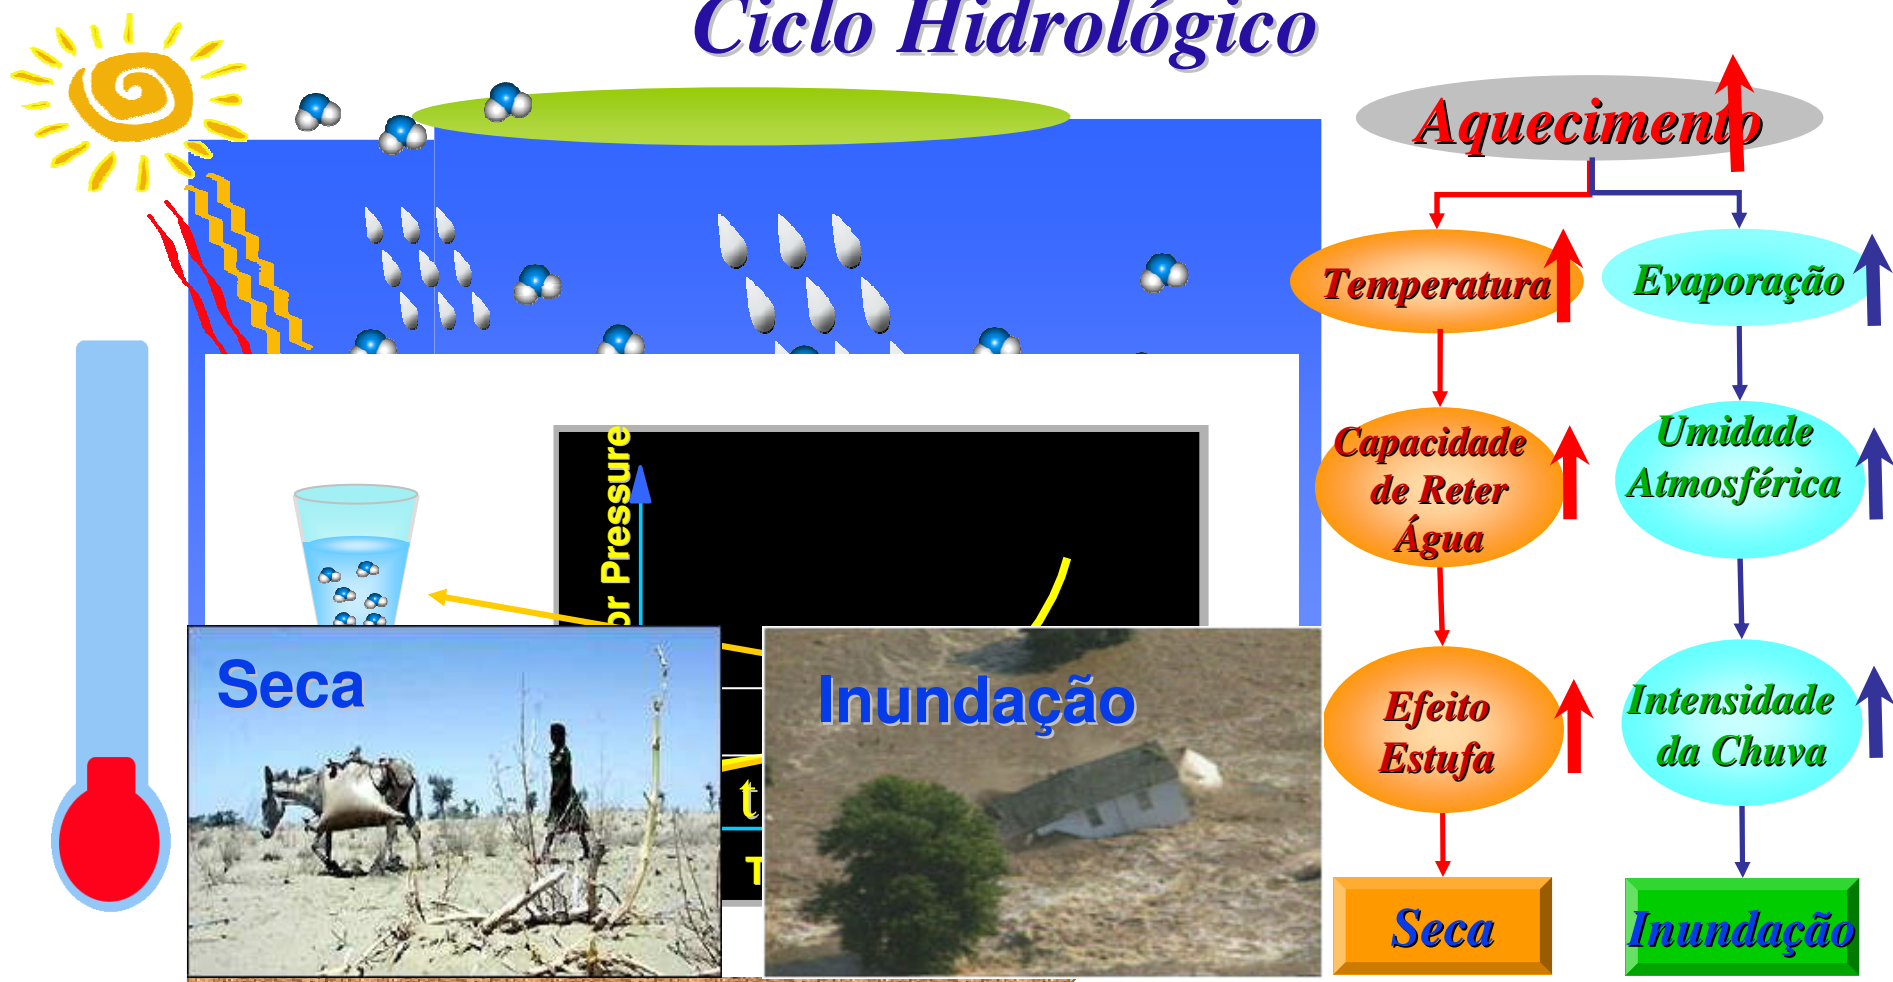 Ciclo Hidrológico
Aquecimento
Temperatura
Evaporação
Capacidade
de Reter
Água
Umidade
Atmosférica
Pressure
Seca
Inundação
Efeito
Estufa
Intensidade
da Chuva
Seca
Inundação